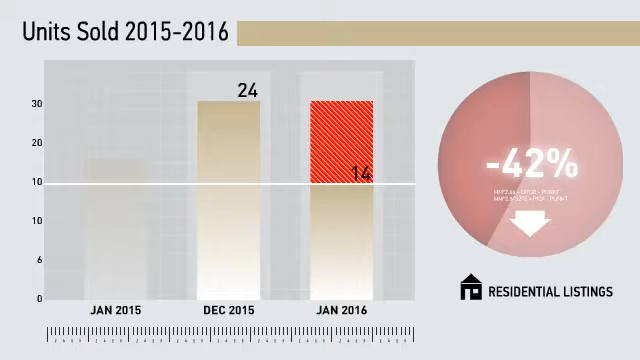 Units Sold 2015-2016
30
20
10
10
6
0
24
14
JAN 2015
DEC 2015
JAN 2016
-42%
RESIDENTIAL LISTINGS